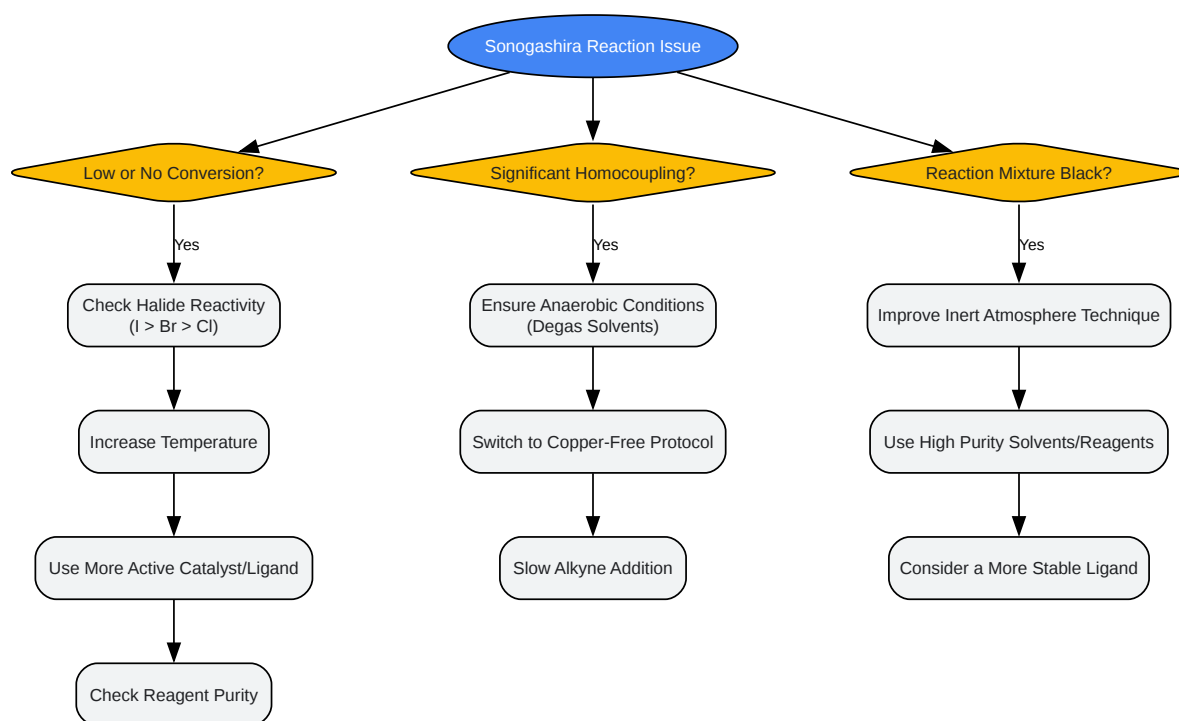 Sonogashira Reaction Issue
Low or No Conversion?
Significant Homocoupling?
Reaction Mixture Black?
Yes
Yes
Yes
Check Halide Reactivity
(I > Br > Cl)
Ensure Anaerobic Conditions
(Degas Solvents)
Improve Inert Atmosphere Technique
Increase Temperature
Switch to Copper-Free Protocol
Use High Purity Solvents/Reagents
Use More Active Catalyst/Ligand
Slow Alkyne Addition
Consider a More Stable Ligand
Check Reagent Purity